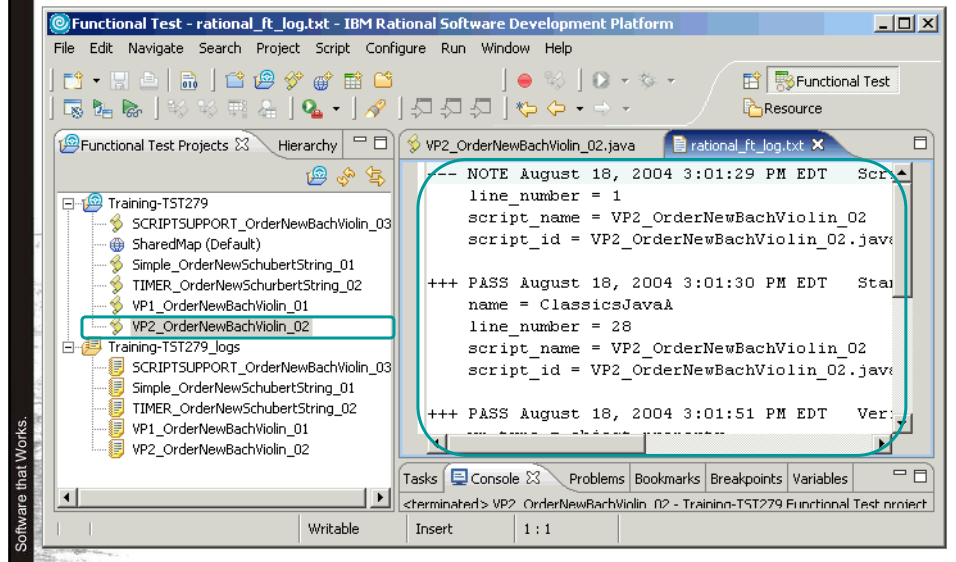 Functional Test - rational_ft_log.txt - IBM Rational Software Development Platform
File Edit Navigate Search Project Script Configure Run Window Help
Functional Test
Resource
Functional Test Projects
Hierarchy
Training-TST279
SCRIPTSUPPORT_OrderNewBachViolin_03
SharedMap (Default)
Simple_OrderNewSchubertString_01
TIMER_OrderNewSchurbertString_02
VP1_OrderNewBachViolin_01
VP2_OrderNewBachViolin_02
Training-TST279_logs
SCRIPTSUPPORT_OrderNewBachViolin_03
Simple_OrderNewSchubertString_01
TIMER_OrderNewSchubertString_02
VP1_OrderNewBachViolin_01
VP2_OrderNewBachViolin_02
VP2_OrderNewBachViolin_02.java
rational_ft_log.txt
--- NOTE August 18, 2004 3:01:29 PM EDT Scri
line_number = 1
script_name = VP2_OrderNewBachViolin_02
script_id = VP2_OrderNewBachViolin_02.java
+++ PASS August 18, 2004 3:01:30 PM EDT Star
name = ClassicsJavaA
line_number = 28
script_name = VP2_OrderNewBachViolin_02
script_id = VP2_OrderNewBachViolin_02.java
+++ PASS August 18, 2004 3:01:51 PM EDT Ver
vp_type = object_property
Tasks Console Problems Bookmarks Breakpoints Variables
<terminated> VP2_OrderNewBachViolin_02 - Training-TST279 Functional Test project
Writable Insert 1 : 1
Software that Works.